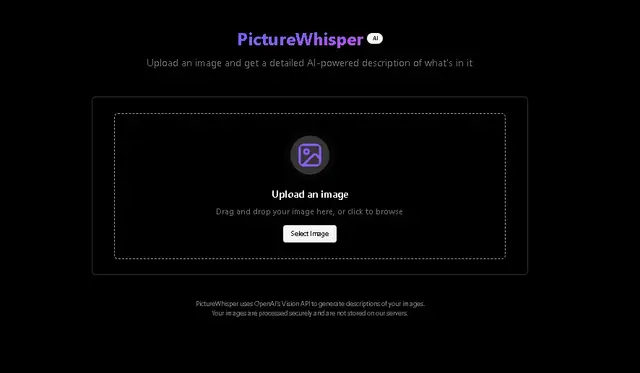 PictureWhisper AI
Upload an image and get a detailed AI-powered description of what's in it
Upload an image
Drag and drop your image here, or click to browse
Select Image
PictureWhisper uses OpenAI's Vision API to generate descriptions of your images.
Your images are processed securely and are not stored on our servers.